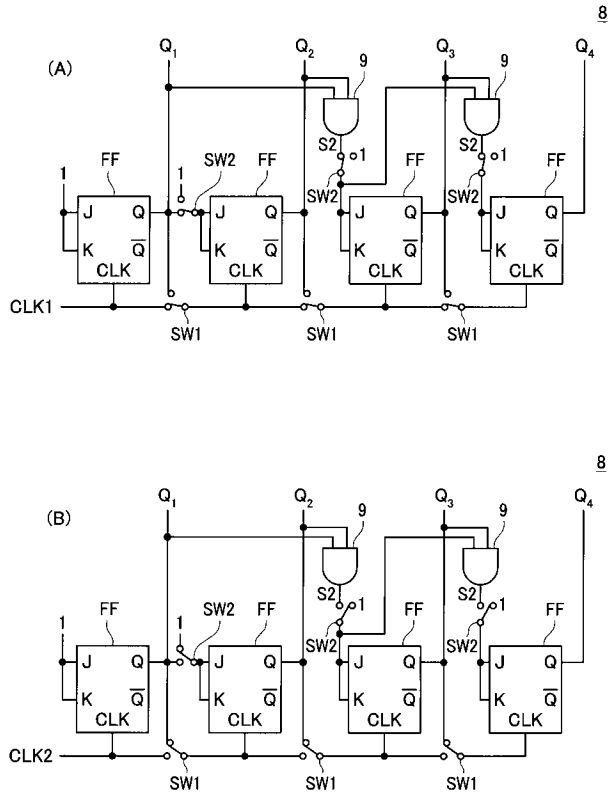 8
Q1 Q2 Q3 Q4
(A)
9 9
S2 1 S2 1
FF SW2 FF SW2 FF SW2 FF
1 1
J Q J Q J Q J Q
K Q̅ K Q̅ K Q̅ K Q̅
CLK CLK CLK CLK
CLK1
SW1 SW1 SW1
8
Q1 Q2 Q3 Q4
(B)
9 9
S2 1 S2 1
FF SW2 FF SW2 FF SW2 FF
1 1
J Q J Q J Q J Q
K Q̅ K Q̅ K Q̅ K Q̅
CLK CLK CLK CLK
CLK2
SW1 SW1 SW1